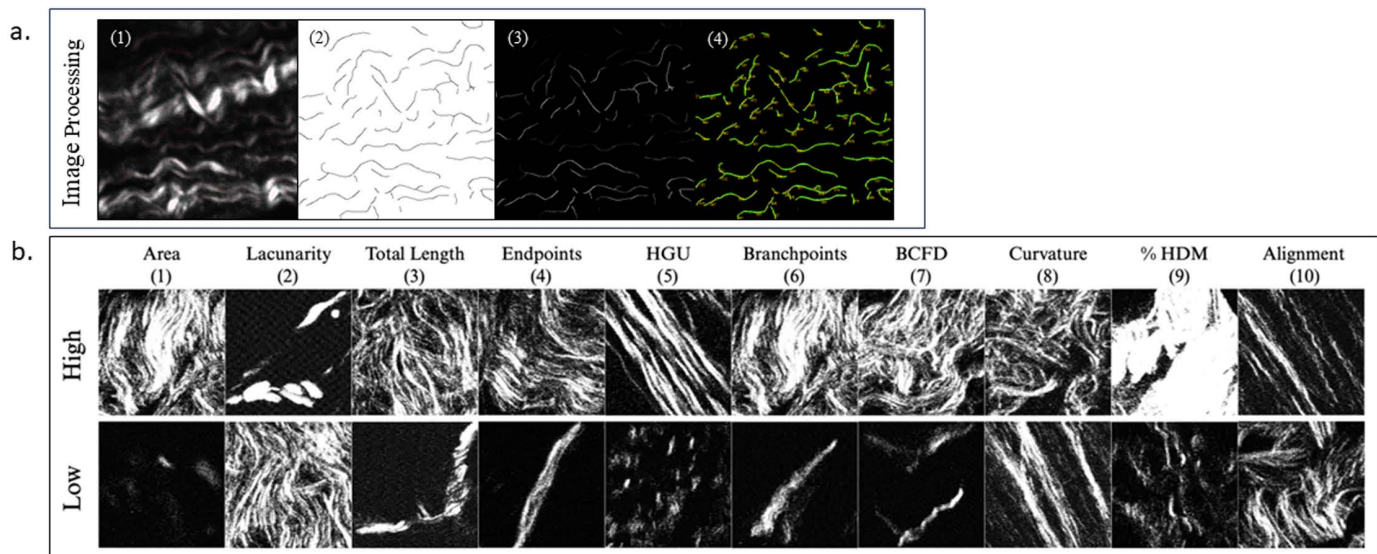 a.
Image Processing
(1) (2) (3) (4)
b.
Area Lacunarity Total Length Endpoints HGU Branchpoints BCFD Curvature % HDM Alignment
(1) (2) (3) (4) (5) (6) (7) (8) (9) (10)
High
Low